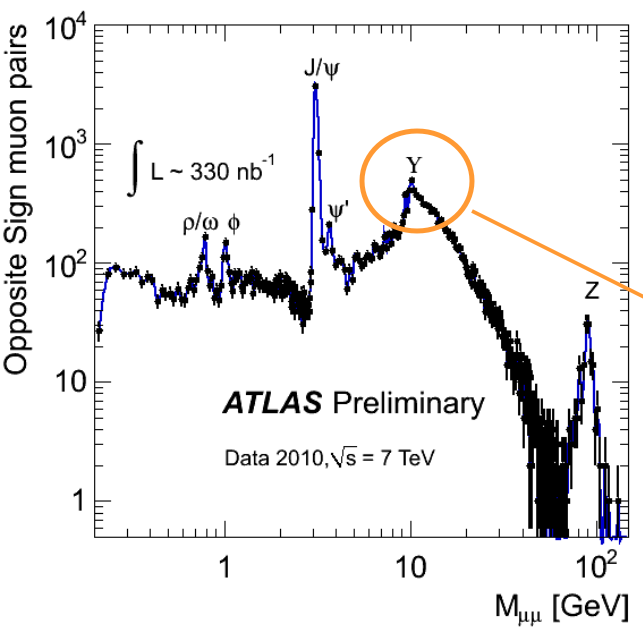 Opposite Sign muon pairs
10⁴
10³
10²
10
1
J/ψ
∫ L ~ 330 nb⁻¹
Υ
ρ/ω ϕ
ψ'
Z
ATLAS Preliminary
Data 2010, √s = 7 TeV
1 10 10²
M_μμ [GeV]